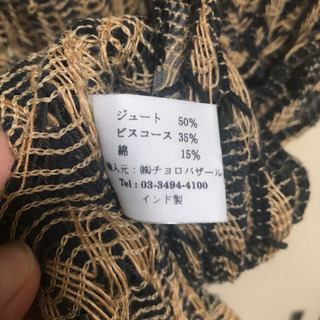 ジュート 50%
ビスコース 35%
綿 15%
輸入元：㈱チョロバザール
Tel : 03-3494-4100
インド製